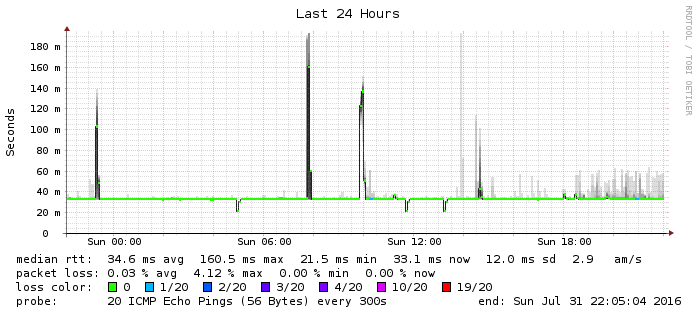 Last 24 Hours
RRDTOOL / TOBI OETIKER
Seconds
180 m
160 m
140 m
120 m
100 m
80 m
60 m
40 m
20 m
0
Sun 00:00 Sun 06:00 Sun 12:00 Sun 18:00
median rtt: 34.6 ms avg 160.5 ms max 21.5 ms min 33.1 ms now 12.0 ms sd 2.9 am/s
packet loss: 0.03 % avg 4.12 % max 0.00 % min 0.00 % now
loss color: 0 1/20 2/20 3/20 4/20 10/20 19/20
probe: 20 ICMP Echo Pings (56 Bytes) every 300s end: Sun Jul 31 22:05:04 2016